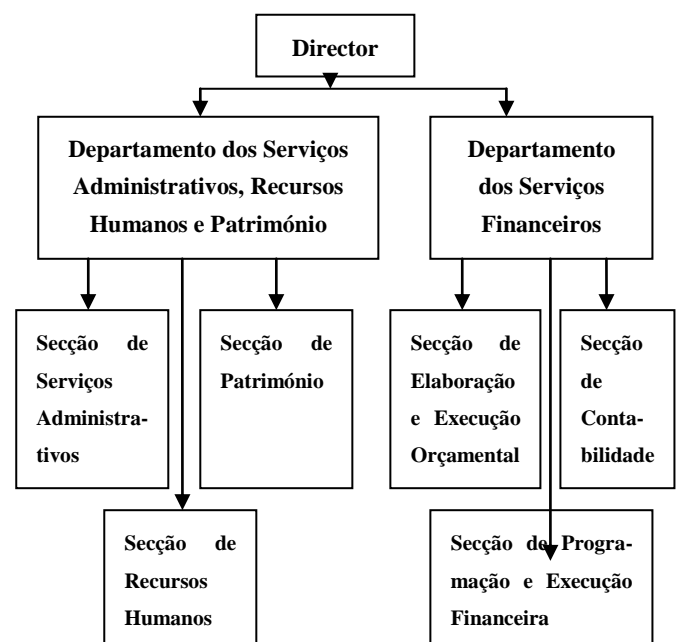 Director
Departamento dos Serviços
Administrativos, Recursos
Humanos e Património
Departamento
dos Serviços
Financeiros
Secção de
Serviços
Administra-
tivos
Secção de
Património
Secção de
Elaboração
e Execução
Orçamental
Secção
de
Conta-
bilidade
Secção de
Recursos
Humanos
Secção de Progra-
mação e Execução
Financeira